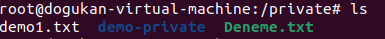 root@dogukan-virtual-machine:/private# ls
demo1.txt demo-private Deneme.txt